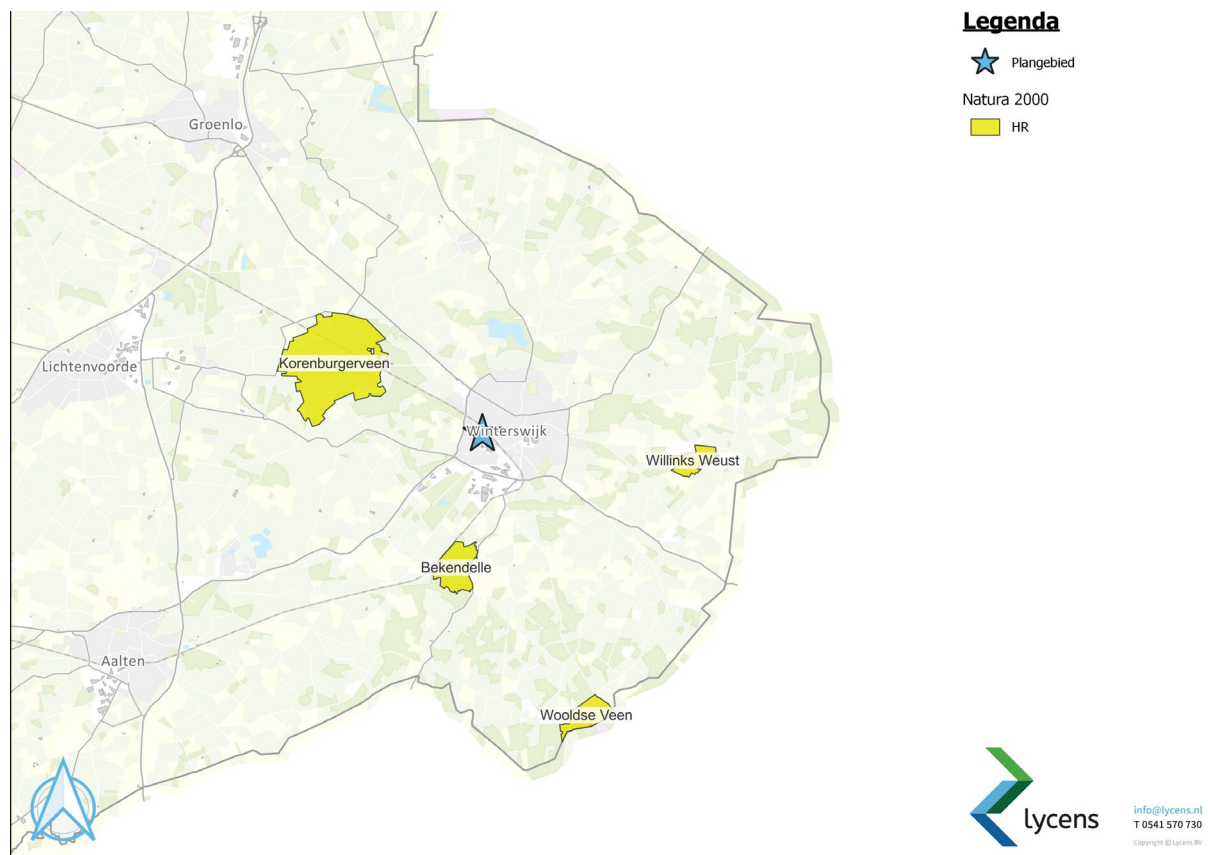 Legenda
Plangebied
Natura 2000
HR
Groenlo
Lichtenvoorde
Korenburgerveen
Winterswijk
Willinks Weust
Bekendelle
Aalten
Wooldse Veen
lycens
info@lycens.nl
T 0541 570 730
Copyright © Lycens BV